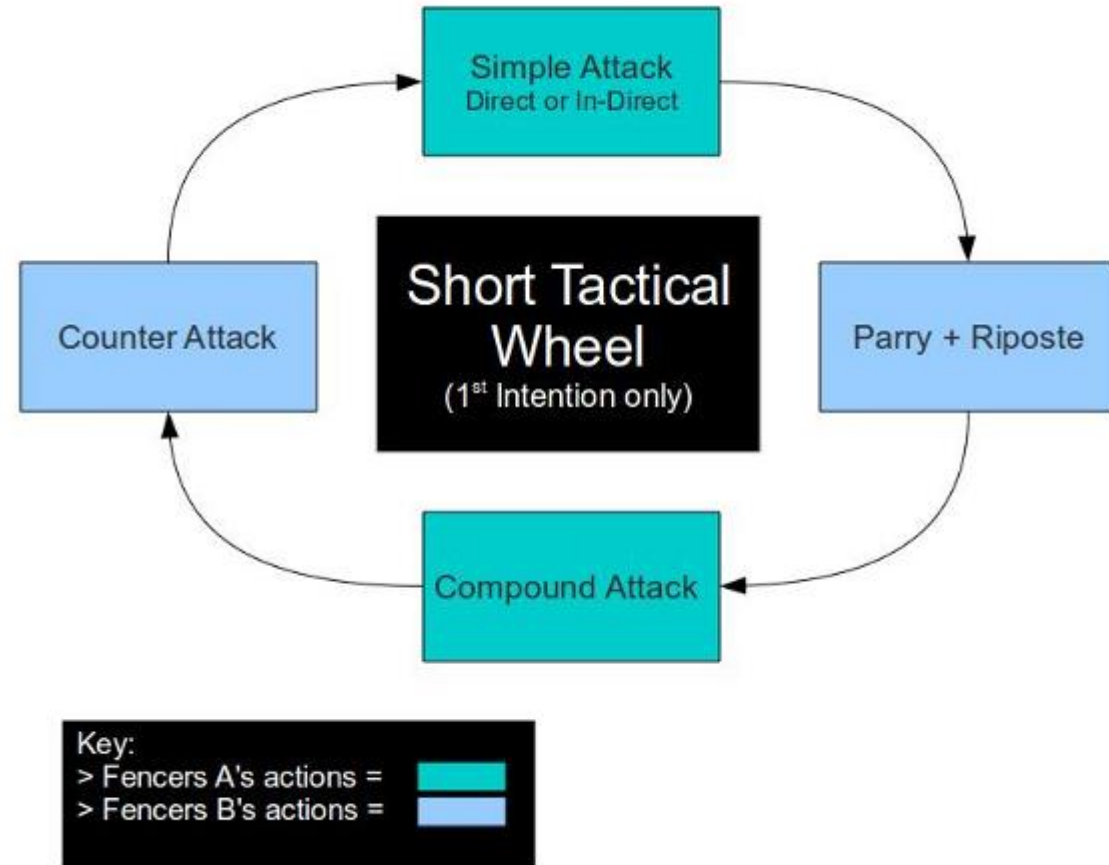 Simple Attack
Direct or In-Direct
Short Tactical
Wheel
(1st Intention only)
Counter Attack
Parry + Riposte
Compound Attack
Key:
> Fencers A's actions =
> Fencers B's actions =